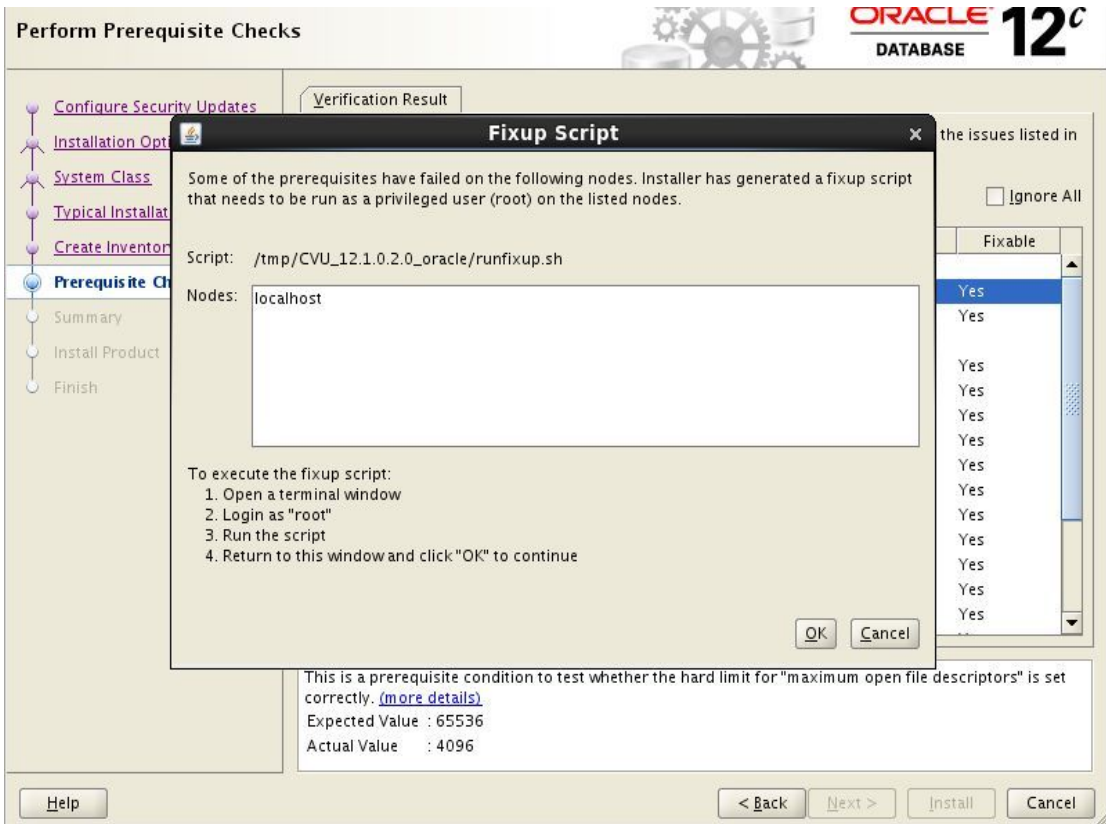 Perform Prerequisite Checks
ORACLE
DATABASE
12c
Configure Security Updates
Installation Opti
System Class
Typical Installat
Create Inventor
Prerequisite Ch
Summary
Install Product
Finish
Verification Result
the issues listed in
Ignore All
Fixable
Yes
Yes
Yes
Yes
Yes
Yes
Yes
Yes
Yes
Yes
Yes
Yes
Yes
Fixup Script
Some of the prerequisites have failed on the following nodes. Installer has generated a fixup script
that needs to be run as a privileged user (root) on the listed nodes.
Script: /tmp/CVU_12.1.0.2.0_oracle/runfixup.sh
Nodes: localhost
To execute the fixup script:
1. Open a terminal window
2. Login as "root"
3. Run the script
4. Return to this window and click "OK" to continue
OK Cancel
This is a prerequisite condition to test whether the hard limit for "maximum open file descriptors" is set
correctly. (more details)
Expected Value : 65536
Actual Value : 4096
Help < Back Next > Install Cancel